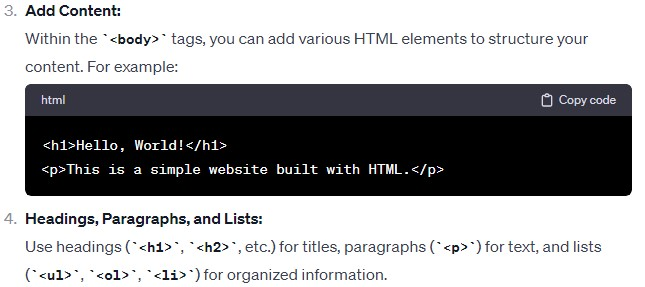 3. Add Content:
Within the `<body>` tags, you can add various HTML elements to structure your
content. For example:
html Copy code
<h1>Hello, World!</h1>
<p>This is a simple website built with HTML.</p>
4. Headings, Paragraphs, and Lists:
Use headings (`<h1>`, `<h2>`, etc.) for titles, paragraphs (`<p>`) for text, and lists
(`<ul>`, `<ol>`, `<li>`) for organized information.